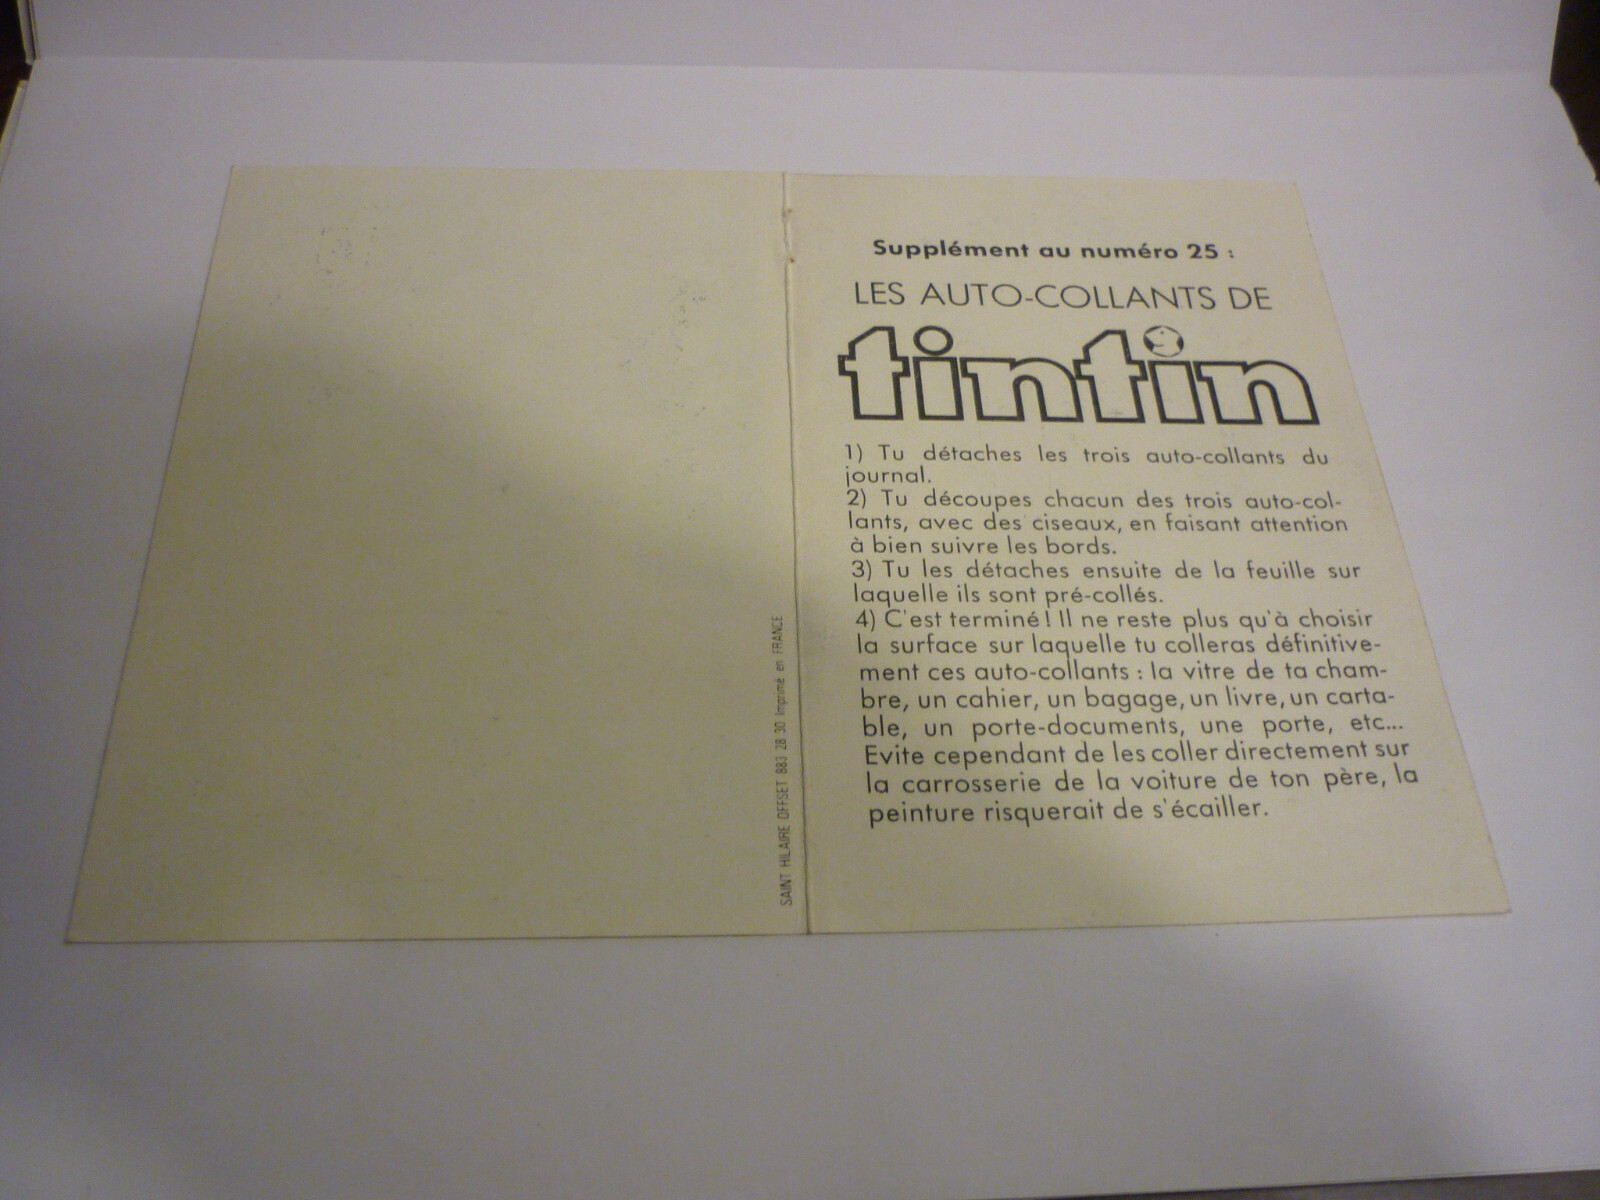 Supplément au numéro 25 :
LES AUTO-COLLANTS DE
tintin
1) Tu détaches les trois auto-collants du
journal.
2) Tu découpes chacun des trois auto-col-
lants, avec des ciseaux, en faisant attention
à bien suivre les bords.
3) Tu les détaches ensuite de la feuille sur
laquelle ils sont pré-collés.
4) C'est terminé ! Il ne reste plus qu'à choisir
la surface sur laquelle tu colleras définitive-
ment ces auto-collants : la vitre de ta cham-
bre, un cahier, un bagage, un livre, un carta-
ble, un porte-documents, une porte, etc...
Evite cependant de les coller directement sur
la carrosserie de la voiture de ton père, la
peinture risquerait de s'écailler.
SAINT HILAIRE OFFSET 883 28 30 Imprimé en FRANCE